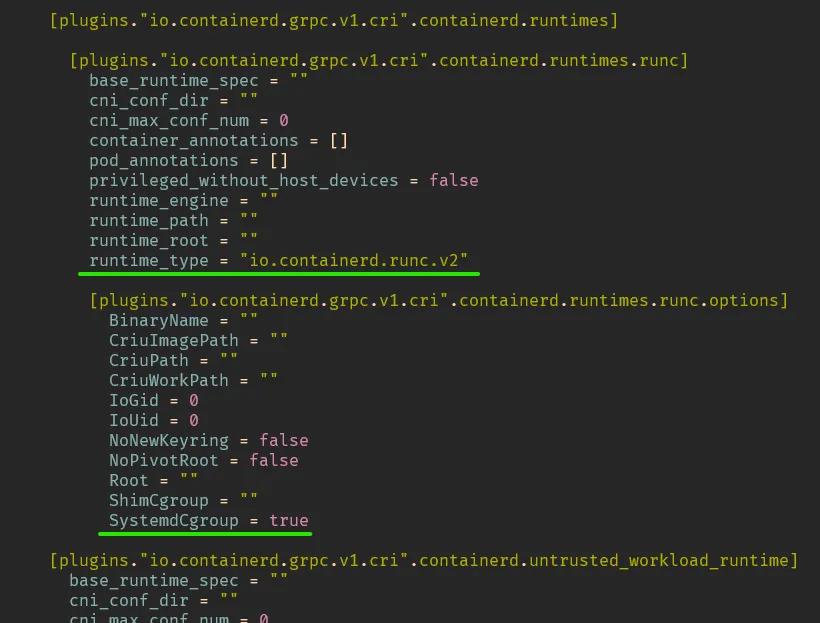 [plugins."io.containerd.grpc.v1.cri".containerd.runtimes]
[plugins."io.containerd.grpc.v1.cri".containerd.runtimes.runc]
base_runtime_spec = ""
cni_conf_dir = ""
cni_max_conf_num = 0
container_annotations = []
pod_annotations = []
privileged_without_host_devices = false
runtime_engine = ""
runtime_path = ""
runtime_root = ""
runtime_type = "io.containerd.runc.v2"
[plugins."io.containerd.grpc.v1.cri".containerd.runtimes.runc.options]
BinaryName = ""
CriuImagePath = ""
CriuPath = ""
CriuWorkPath = ""
IoGid = 0
IoUid = 0
NoNewKeyring = false
NoPivotRoot = false
Root = ""
ShimCgroup = ""
SystemdCgroup = true
[plugins."io.containerd.grpc.v1.cri".containerd.untrusted_workload_runtime]
base_runtime_spec = ""
cni_conf_dir = ""
cni_max_conf_num = 0